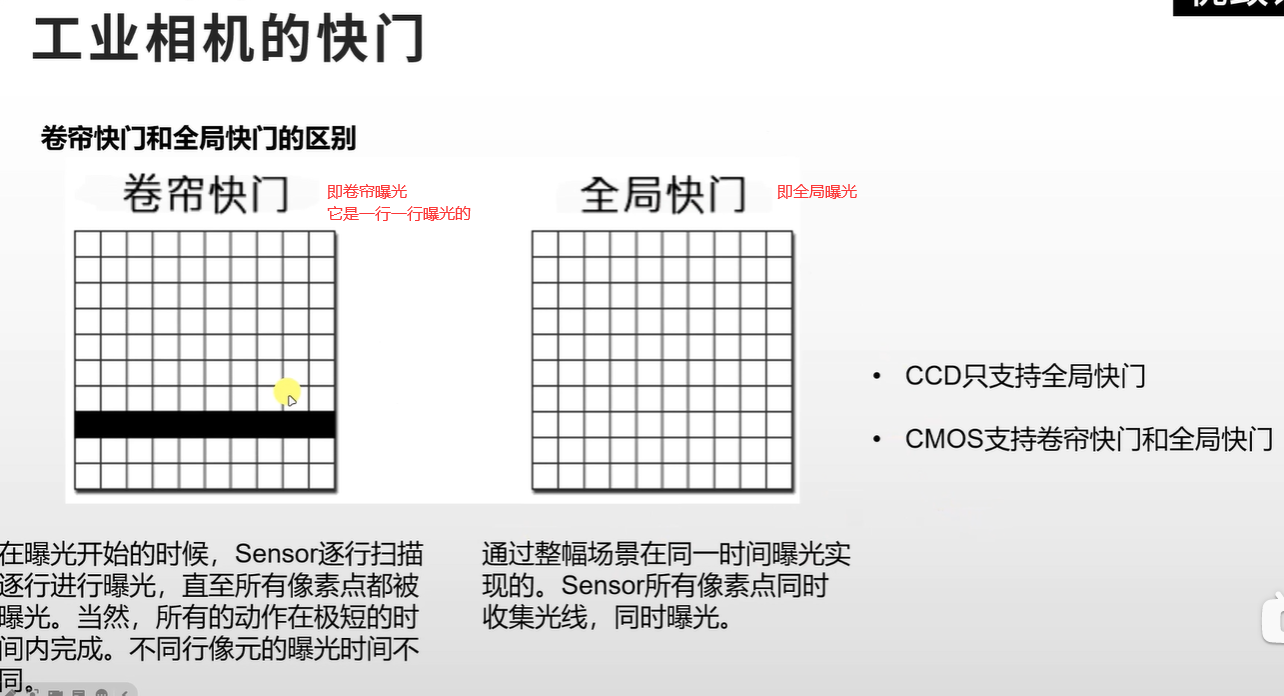 工业相机的快门
卷帘快门和全局快门的区别
卷帘快门
即卷帘曝光
它是一行一行曝光的
全局快门
即全局曝光
• CCD只支持全局快门
• CMOS支持卷帘快门和全局快门
在曝光开始的时候，Sensor逐行扫描
逐行进行曝光，直至所有像素点都被
曝光。当然，所有的动作在极短的时
间内完成。不同行像元的曝光时间不
同。
通过整幅场景在同一时间曝光实
现的。Sensor所有像素点同时
收集光线，同时曝光。